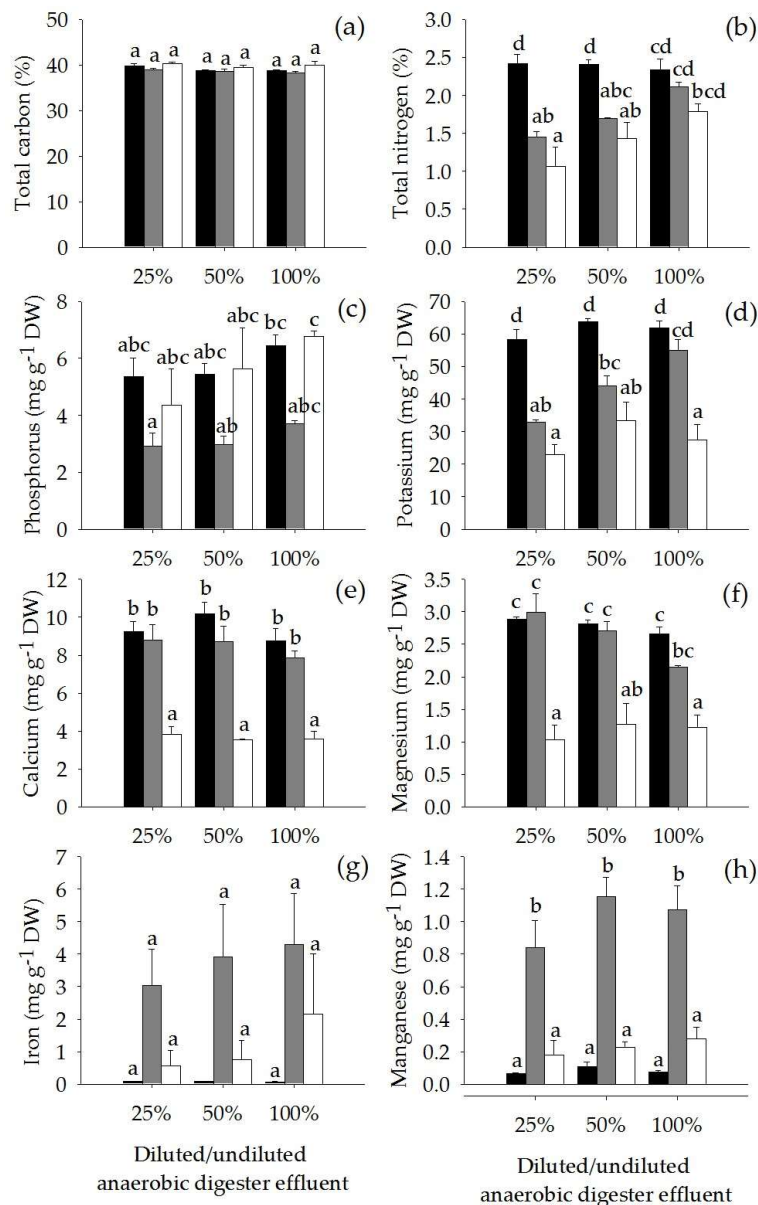 (a)
Total carbon (%)
50
40
30
20
10
0
a a a a a a a a a
25% 50% 100%
(b)
Total nitrogen (%)
3.0
2.5
2.0
1.5
1.0
0.5
0.0
d ab a d abc ab cd cd bcd
25% 50% 100%
(c)
Phosphorus (mg g-1 DW)
8
6
4
2
0
abc a abc abc ab abc bc abc c
25% 50% 100%
(d)
Potassium (mg g-1 DW)
70
60
50
40
30
20
10
0
d ab a d bc ab d cd a
25% 50% 100%
(e)
Calcium (mg g-1 DW)
12
10
8
6
4
2
0
b b a b b a b b a
25% 50% 100%
(f)
Magnesium (mg g-1 DW)
3.5
3.0
2.5
2.0
1.5
1.0
0.5
0.0
c c a c c ab c bc a
25% 50% 100%
(g)
Iron (mg g-1 DW)
7
6
5
4
3
2
1
0
a a a a a a a a a
25% 50% 100%
Diluted/undiluted
anaerobic digester effluent
(h)
Manganese (mg g-1 DW)
1.4
1.2
1.0
0.8
0.6
0.4
0.2
0.0
a b a a b a a b a
25% 50% 100%
Diluted/undiluted
anaerobic digester effluent